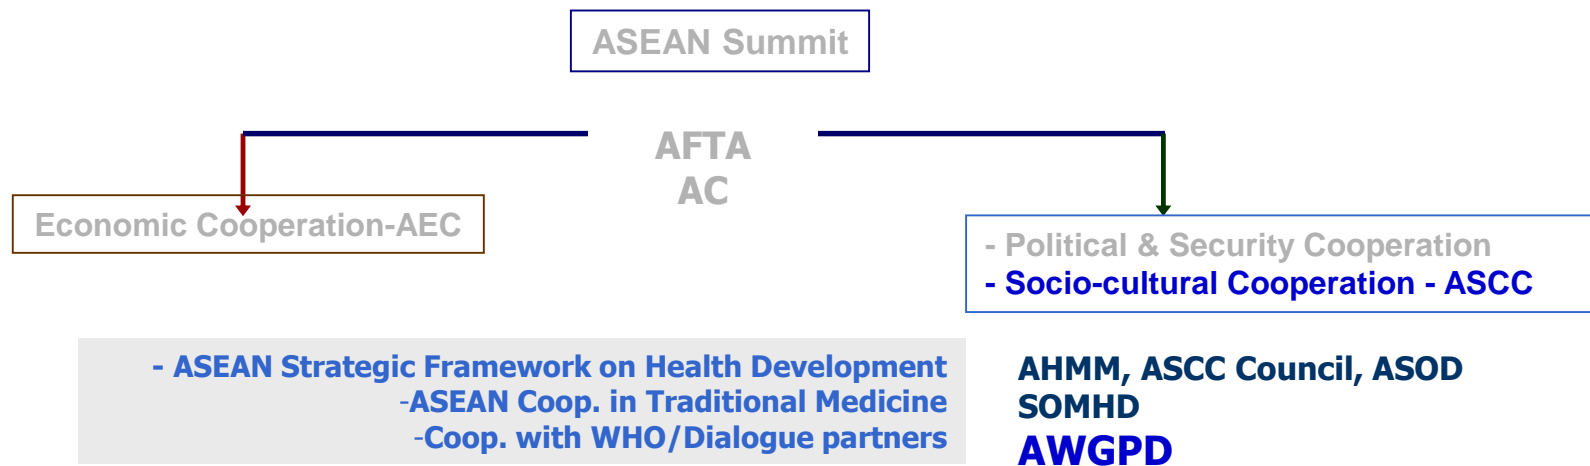 ASEAN Summit
AFTA
AC
Economic Cooperation-AEC
- Political & Security Cooperation
- Socio-cultural Cooperation - ASCC
- ASEAN Strategic Framework on Health Development
-ASEAN Coop. in Traditional Medicine
-Coop. with WHO/Dialogue partners
AHMM, ASCC Council, ASOD
SOMHD
AWGPD